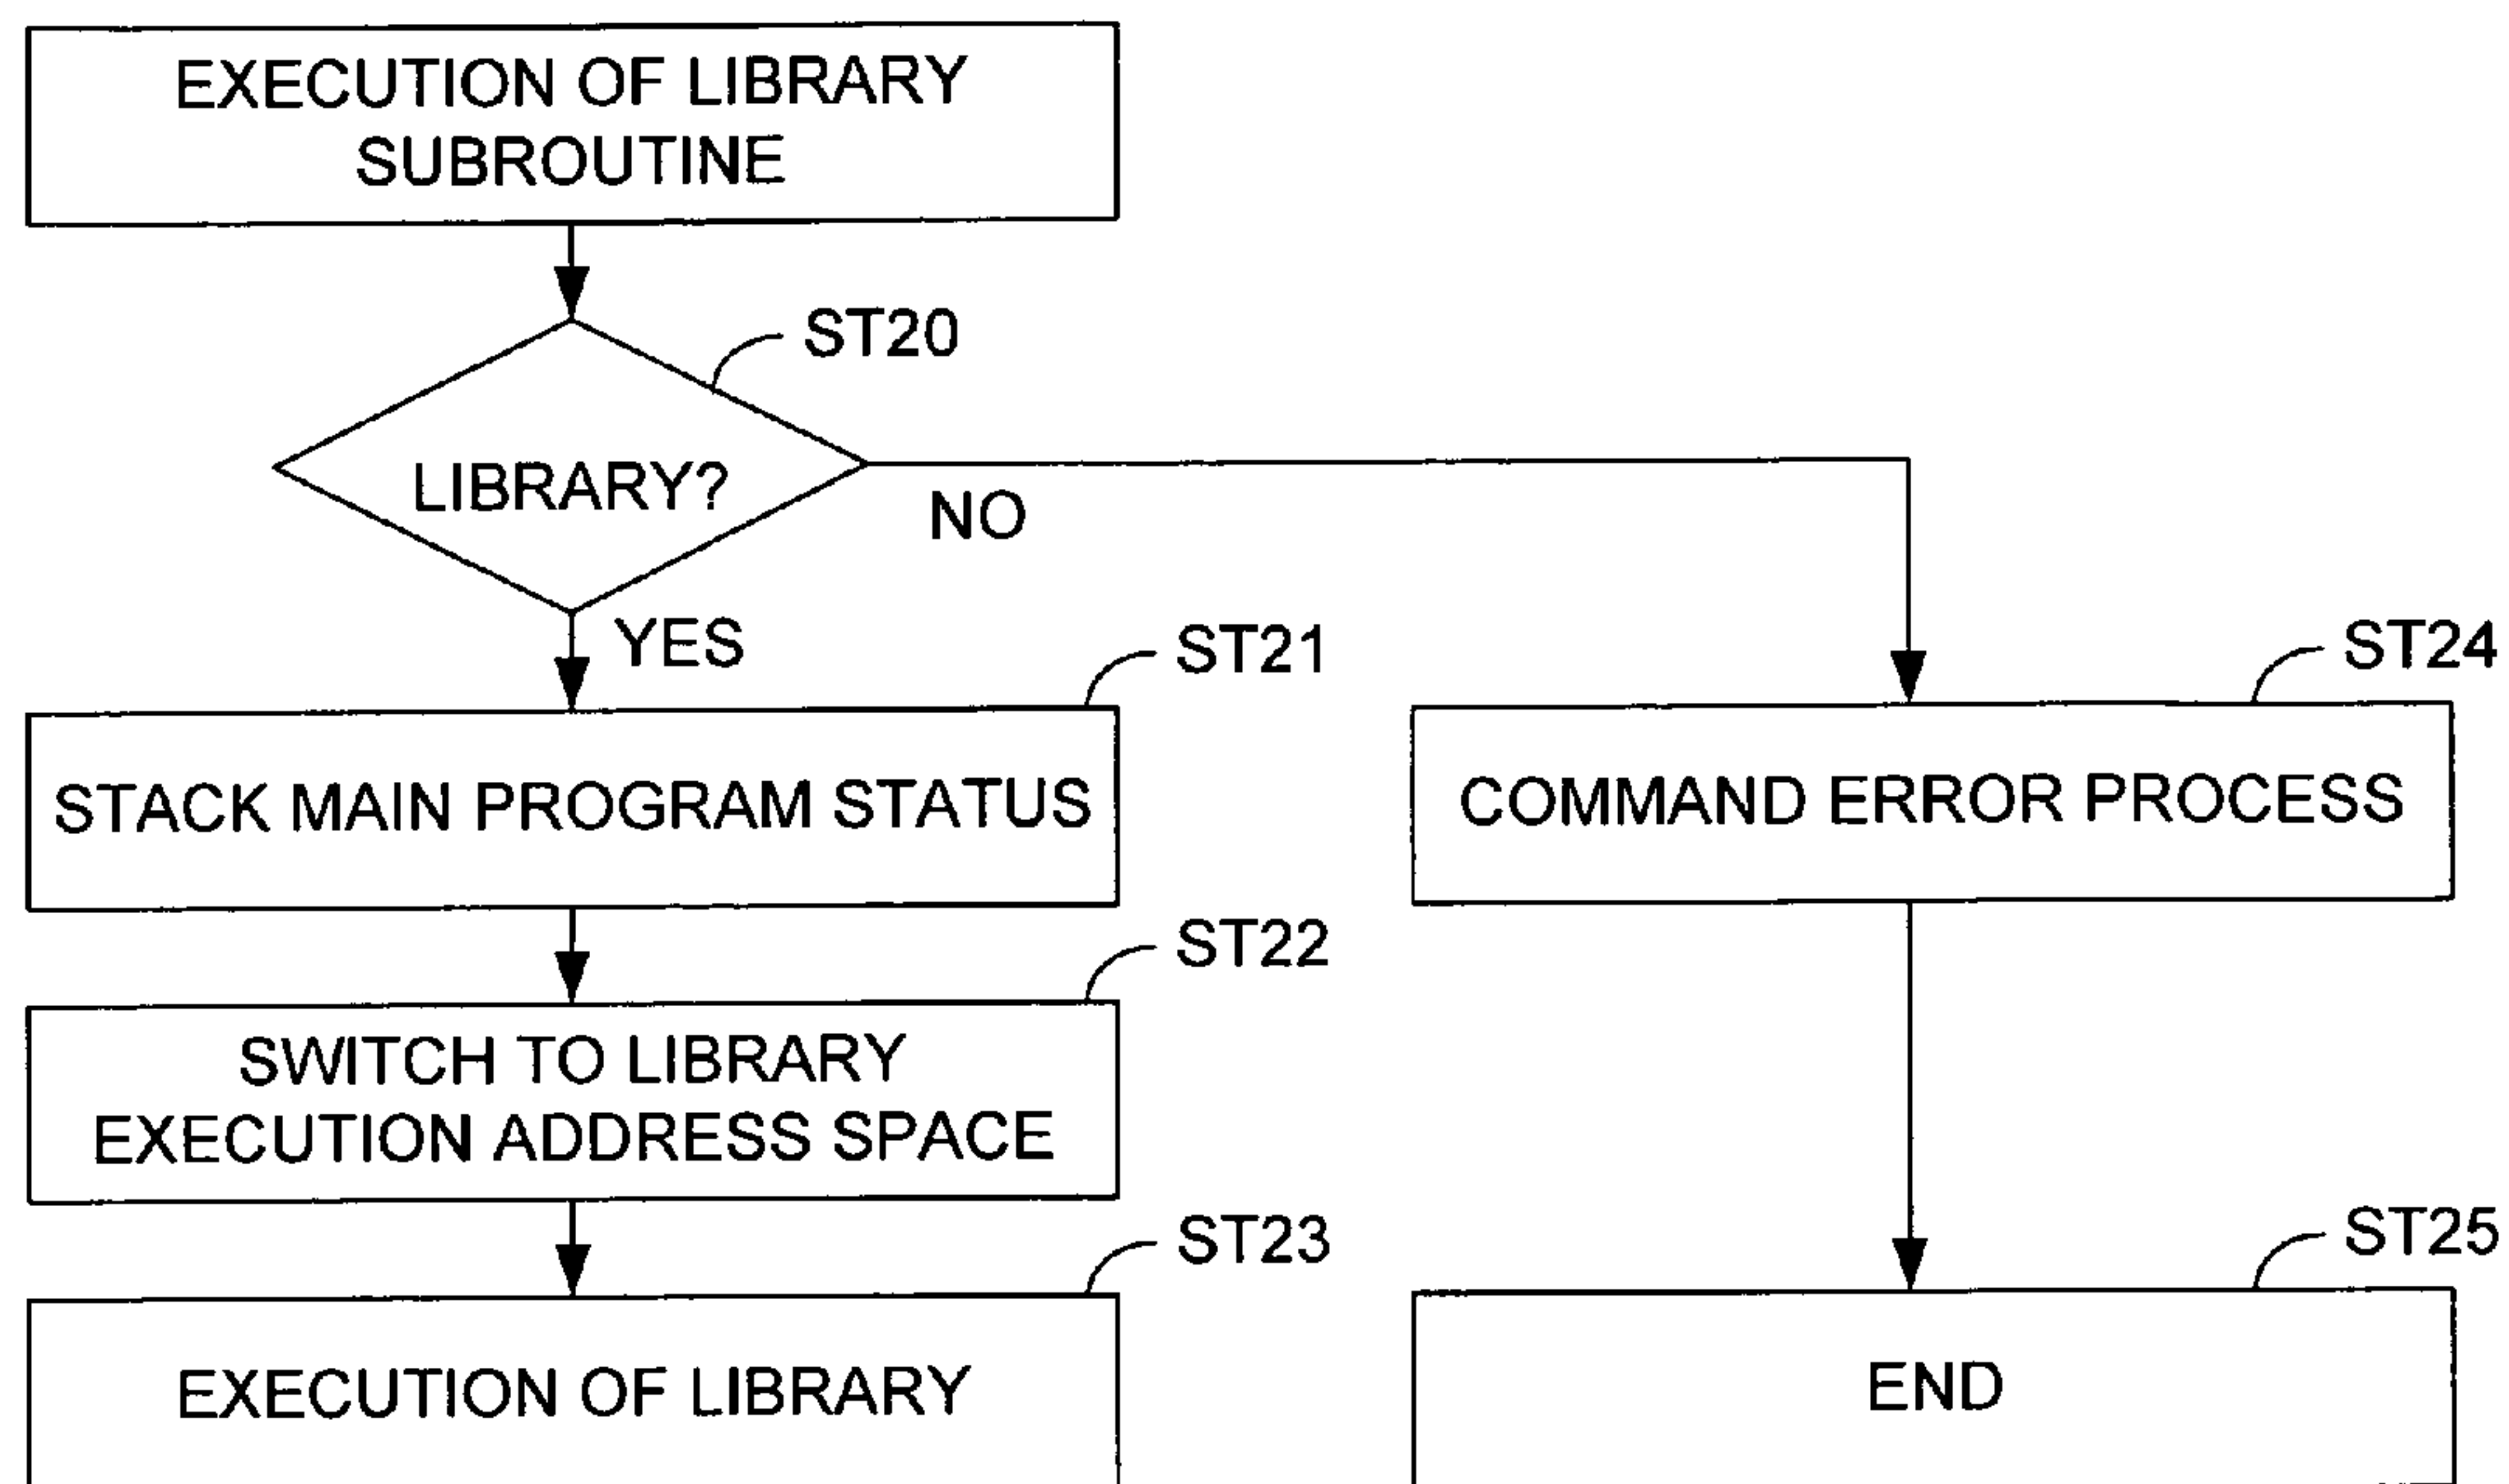 EXECUTION OF LIBRARY
SUBROUTINE
ST20
LIBRARY?
NO
YES
ST21
ST24
STACK MAIN PROGRAM STATUS
COMMAND ERROR PROCESS
ST22
SWITCH TO LIBRARY
EXECUTION ADDRESS SPACE
ST23
ST25
EXECUTION OF LIBRARY
END